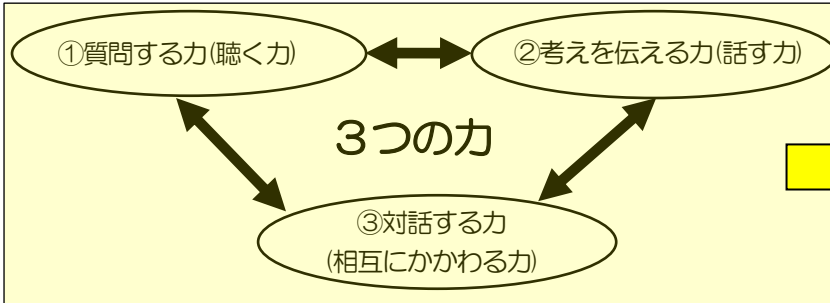 ①質問する力(聴く力)
②考えを伝える力(話す力)
３つの力
③対話する力
(相互にかかわる力)